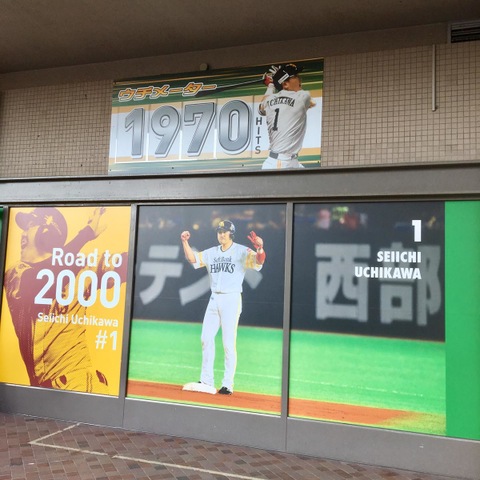 ウチメーター
1970
HITS
UCHIKAWA
1
Road to
2000
Seiichi Uchikawa
#1
SoftBank
HAWKS
テント
西部
1
SEIICHI
UCHIKAWA